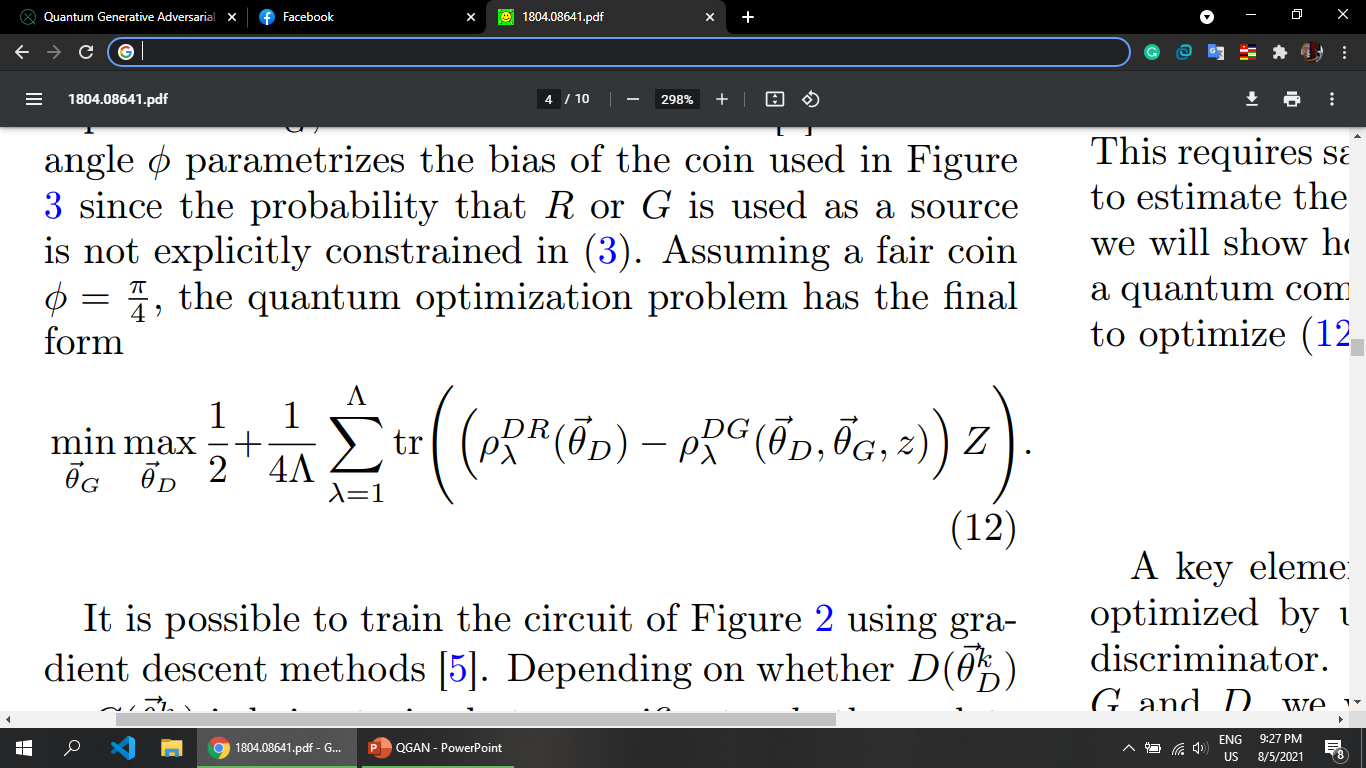 Quantum Generative Adversarial
Facebook
1804.08641.pdf
1804.08641.pdf
4 / 10
298%
angle ϕ parametrizes the bias of the coin used in Figure
3 since the probability that R or G is used as a source
is not explicitly constrained in (3). Assuming a fair coin
ϕ = π/4, the quantum optimization problem has the final
form
min_{θ⃗_G} max_{θ⃗_D} 1/2 + 1/(4Λ) ∑_{λ=1}^{Λ} tr((ρ_λ^{DR}(θ⃗_D) − ρ_λ^{DG}(θ⃗_D, θ⃗_G, z)) Z).
(12)
It is possible to train the circuit of Figure 2 using gra-
dient descent methods [5]. Depending on whether D(θ⃗_D^k)
This requires sa
to estimate the
we will show h
a quantum com
to optimize (12
A key eleme
optimized by u
discriminator.
G and D, we
1804.08641.pdf - G...
QGAN - PowerPoint
ENG
US
9:27 PM
8/5/2021
8